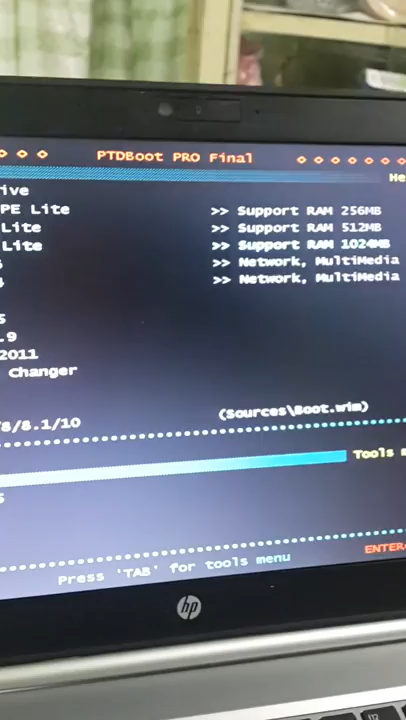 PTDBoot PRO Final
He
ive
PE Lite >> Support RAM 256MB
Lite >> Support RAM 512MB
Lite >> Support RAM 1024MB
>> Network, MultiMedia
>> Network, MultiMedia
.9
2011
Changer
/8/8.1/10 (Sources\Boot.wim)
Tools m
Press 'TAB' for tools menu
ENTER
hp